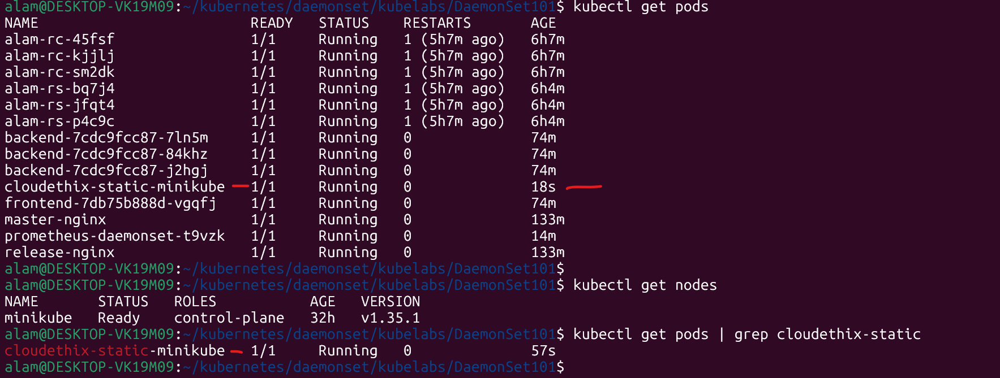 alam@DESKTOP-VK19M09:~/kubernetes/daemonset/kubelabs/DaemonSet101$ kubectl get pods
NAME READY STATUS RESTARTS AGE
alam-rc-45fsf 1/1 Running 1 (5h7m ago) 6h7m
alam-rc-kjjlj 1/1 Running 1 (5h7m ago) 6h7m
alam-rc-sm2dk 1/1 Running 1 (5h7m ago) 6h7m
alam-rs-bq7j4 1/1 Running 1 (5h7m ago) 6h4m
alam-rs-jfqt4 1/1 Running 1 (5h7m ago) 6h4m
alam-rs-p4c9c 1/1 Running 1 (5h7m ago) 6h4m
backend-7cdc9fcc87-7ln5m 1/1 Running 0 74m
backend-7cdc9fcc87-84khz 1/1 Running 0 74m
backend-7cdc9fcc87-j2hgj 1/1 Running 0 74m
cloudethix-static-minikube 1/1 Running 0 18s
frontend-7db75b888d-vgqfj 1/1 Running 0 74m
master-nginx 1/1 Running 0 133m
prometheus-daemonset-t9vzk 1/1 Running 0 14m
release-nginx 1/1 Running 0 133m
alam@DESKTOP-VK19M09:~/kubernetes/daemonset/kubelabs/DaemonSet101$
alam@DESKTOP-VK19M09:~/kubernetes/daemonset/kubelabs/DaemonSet101$ kubectl get nodes
NAME STATUS ROLES AGE VERSION
minikube Ready control-plane 32h v1.35.1
alam@DESKTOP-VK19M09:~/kubernetes/daemonset/kubelabs/DaemonSet101$ kubectl get pods | grep cloudethix-static
cloudethix-static-minikube 1/1 Running 0 57s
alam@DESKTOP-VK19M09:~/kubernetes/daemonset/kubelabs/DaemonSet101$